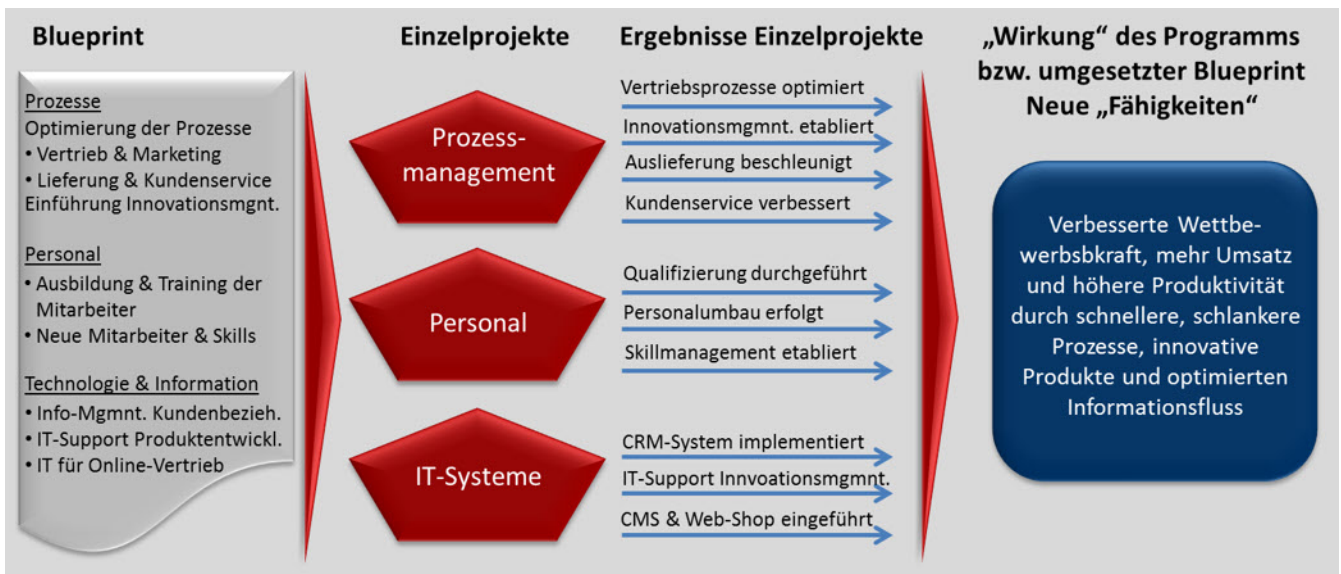 Blueprint
Prozesse
Optimierung der Prozesse
• Vertrieb & Marketing
• Lieferung & Kundenservice
Einführung Innovationsmgnt.
Personal
• Ausbildung & Training der
Mitarbeiter
• Neue Mitarbeiter & Skills
Technologie & Information
• Info-Mgmnt. Kundenbezieh.
• IT-Support Produktentwickl.
• IT für Online-Vertrieb
Einzelprojekte
Prozess-
management
Personal
IT-Systeme
Ergebnisse Einzelprojekte
Vertriebsprozesse optimiert
Innovationsmgmnt. etabliert
Auslieferung beschleunigt
Kundenservice verbessert
Qualifizierung durchgeführt
Personalumbau erfolgt
Skillmanagement etabliert
CRM-System implementiert
IT-Support Innvoationsmgmnt.
CMS & Web-Shop eingeführt
„Wirkung“ des Programms
bzw. umgesetzter Blueprint
Neue „Fähigkeiten“
Verbesserte Wettbe-
werbsbkraft, mehr Umsatz
und höhere Produktivität
durch schnellere, schlankere
Prozesse, innovative
Produkte und optimierten
Informationsfluss